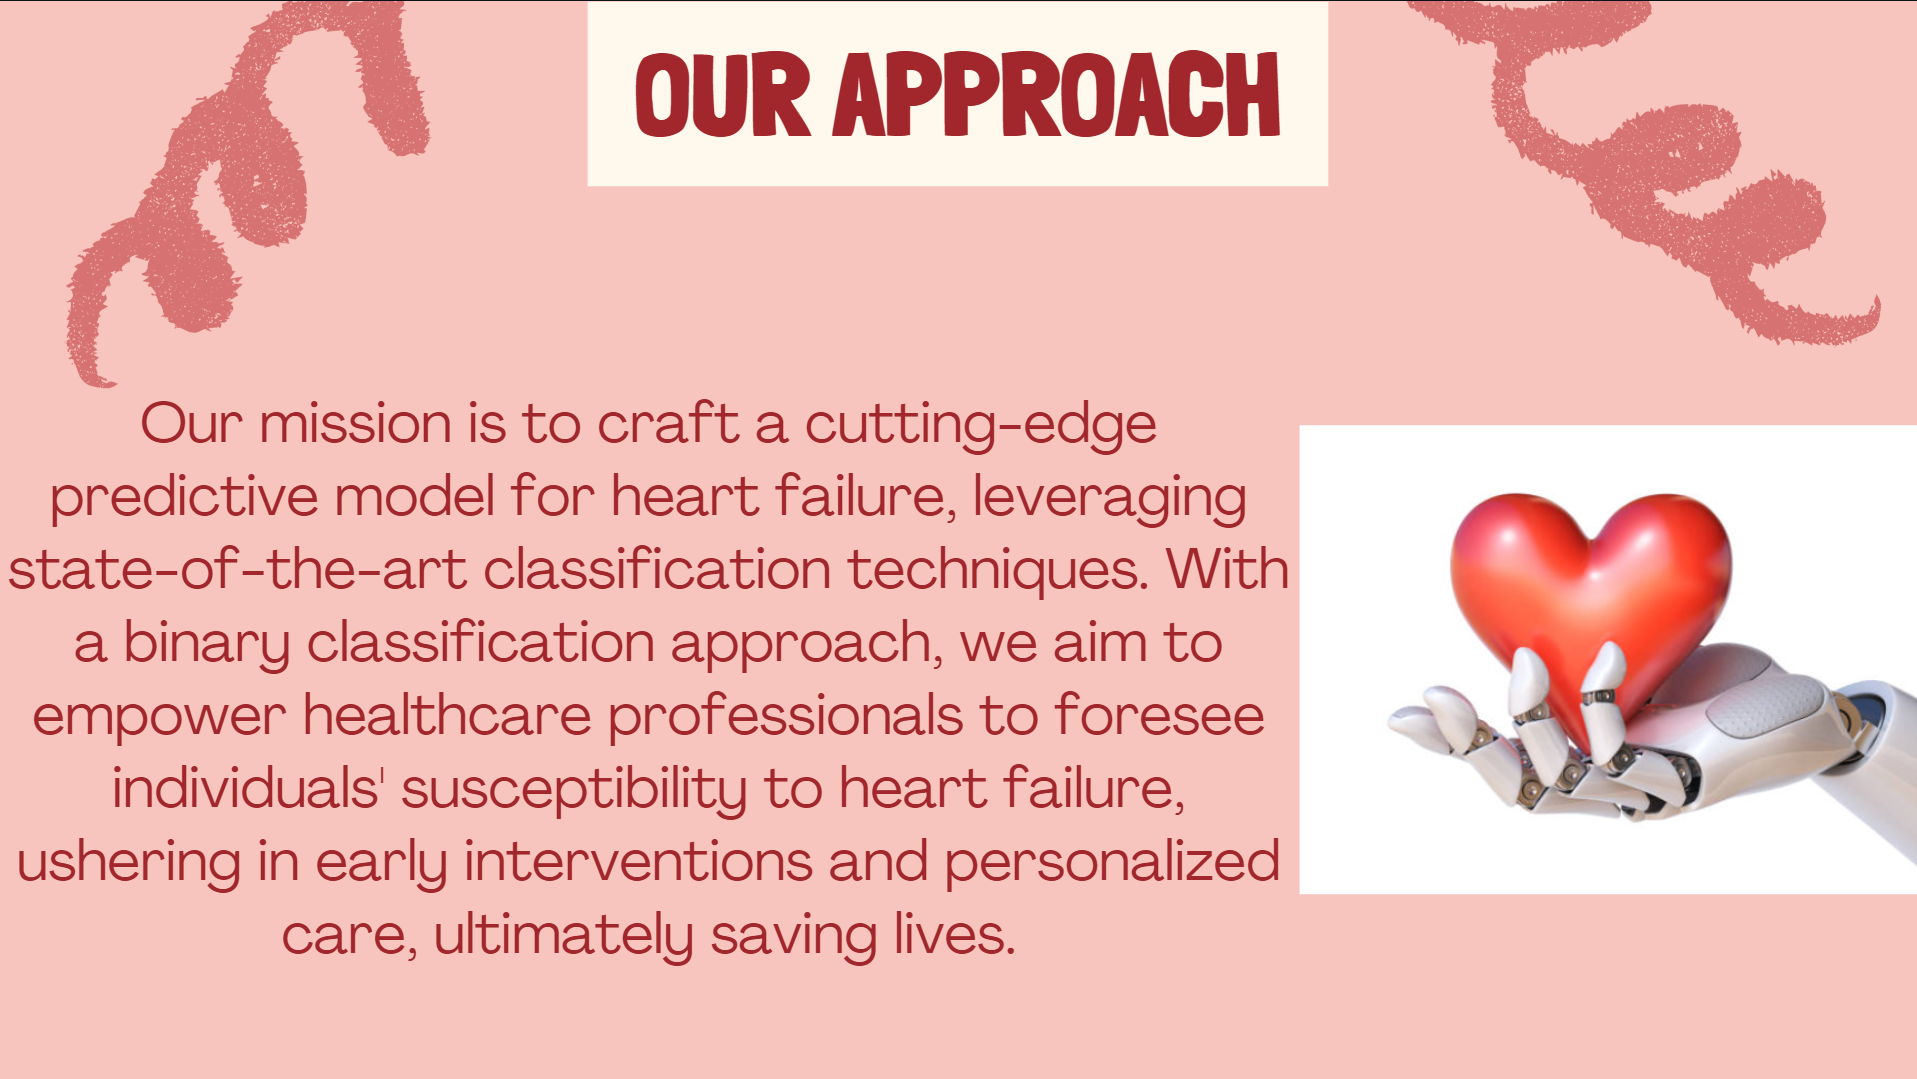 OUR APPROACH
Our mission is to craft a cutting-edge
predictive model for heart failure, leveraging
state-of-the-art classification techniques. With
a binary classification approach, we aim to
empower healthcare professionals to foresee
individuals' susceptibility to heart failure,
ushering in early interventions and personalized
care, ultimately saving lives.